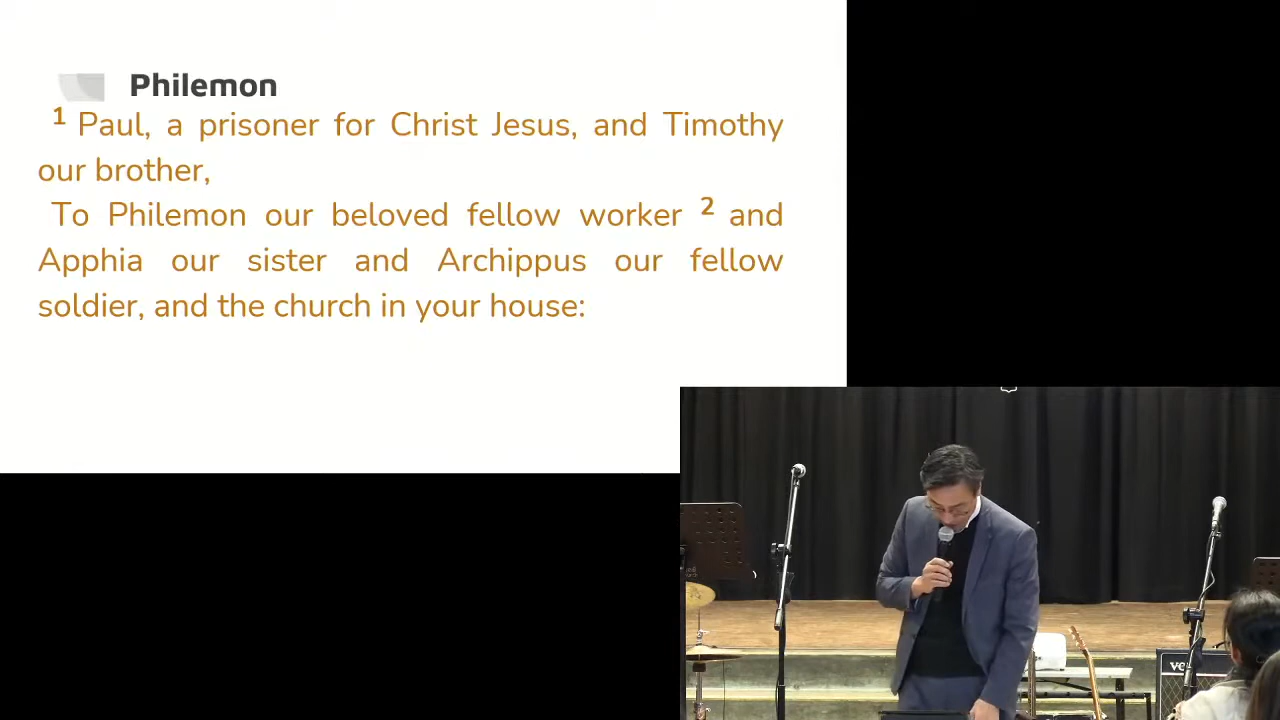 Philemon
1 Paul, a prisoner for Christ Jesus, and Timothy
our brother,
To Philemon our beloved fellow worker 2 and
Apphia our sister and Archippus our fellow
soldier, and the church in your house: